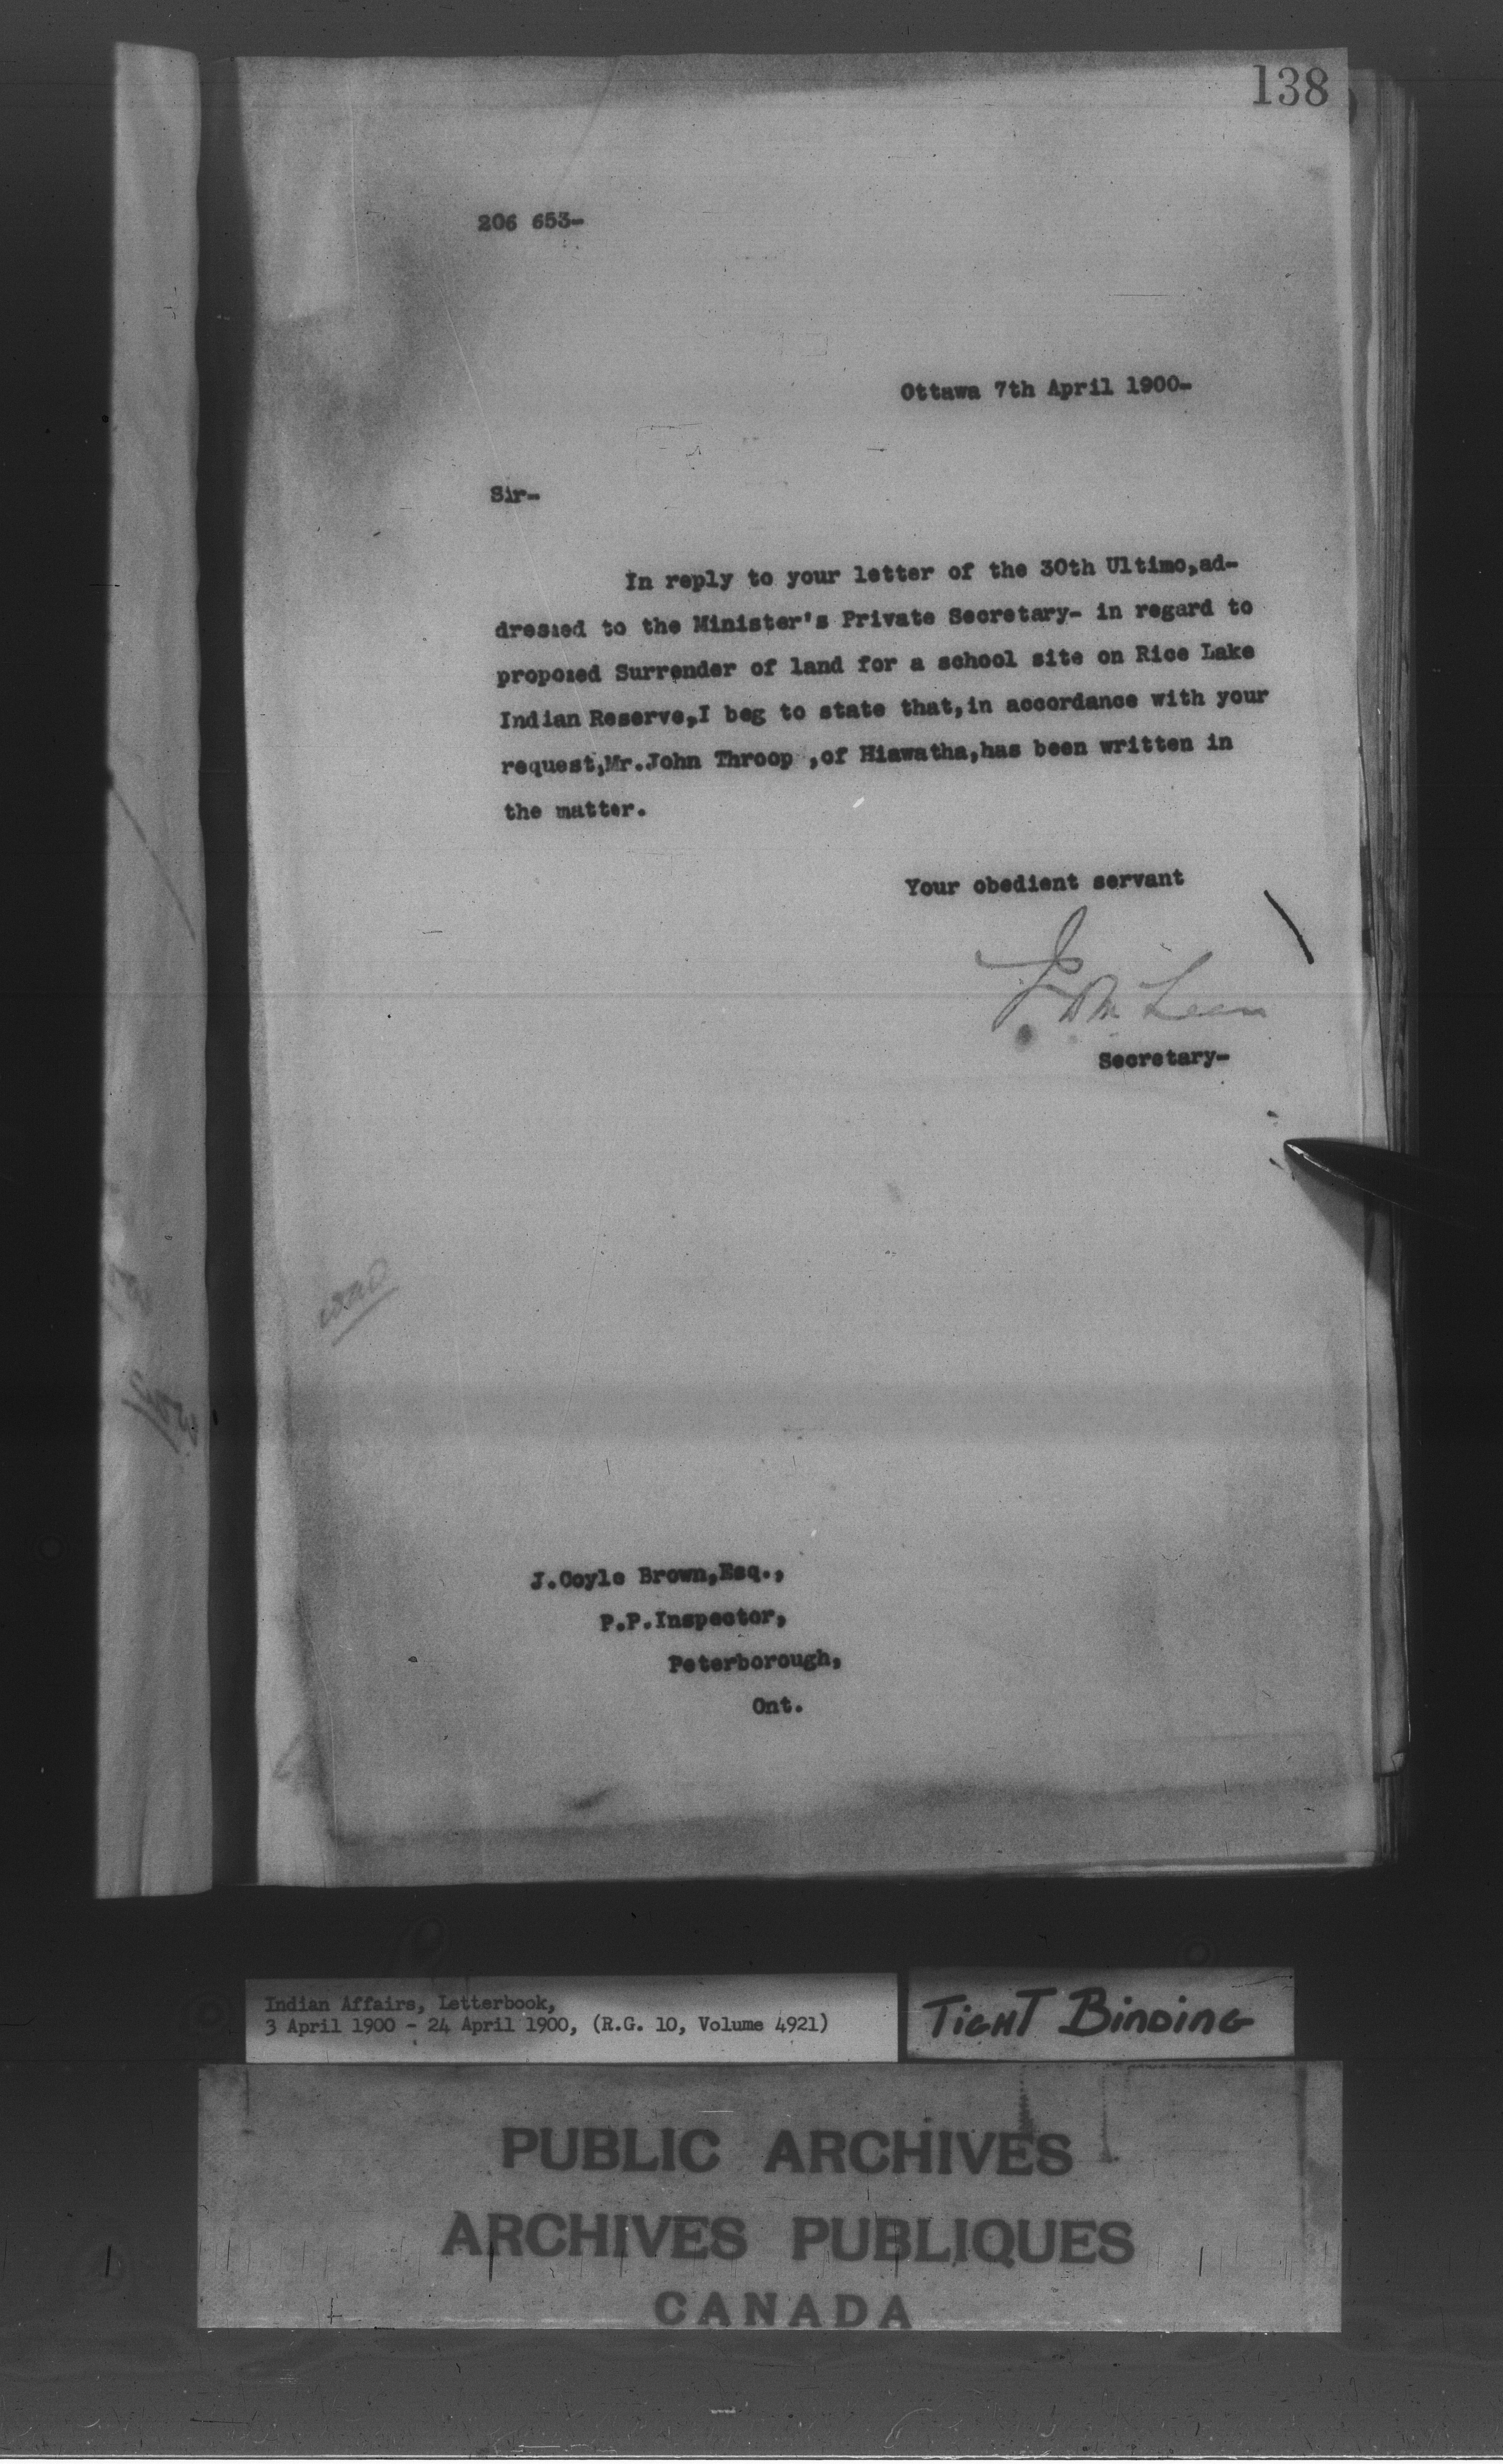 138
206 653-
Ottawa 7th April 1900-
Sir-
In reply to your letter of the 30th Ultimo,ad-
dressed to the Minister's Private Secretary- in regard to
proposed Surrender of land for a school site on Rice Lake
Indian Reserve,I beg to state that,in accordance with your
request,Mr.John Throop ,of Hiawatha,has been written in
the matter.
Your obedient servant
J D McLean
Secretary-
J.Coyle Brown,Esq.,
P.P.Inspector,
Peterborough,
Ont.
Indian Affairs, Letterbook,
3 April 1900 - 24 April 1900, (R.G. 10, Volume 4921)
TIGHT BINDING
PUBLIC ARCHIVES
ARCHIVES PUBLIQUES
CANADA